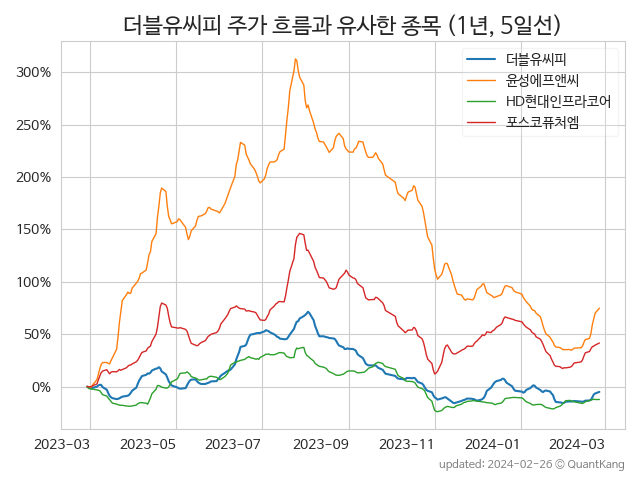 더블유씨피 주가 흐름과 유사한 종목 (1년, 5일선)
더블유씨피
윤성에프앤씨
HD현대인프라코어
포스코퓨처엠
300%
250%
200%
150%
100%
50%
0%
2023-03 2023-05 2023-07 2023-09 2023-11 2024-01 2024-03
updated: 2024-02-26 © QuantKang